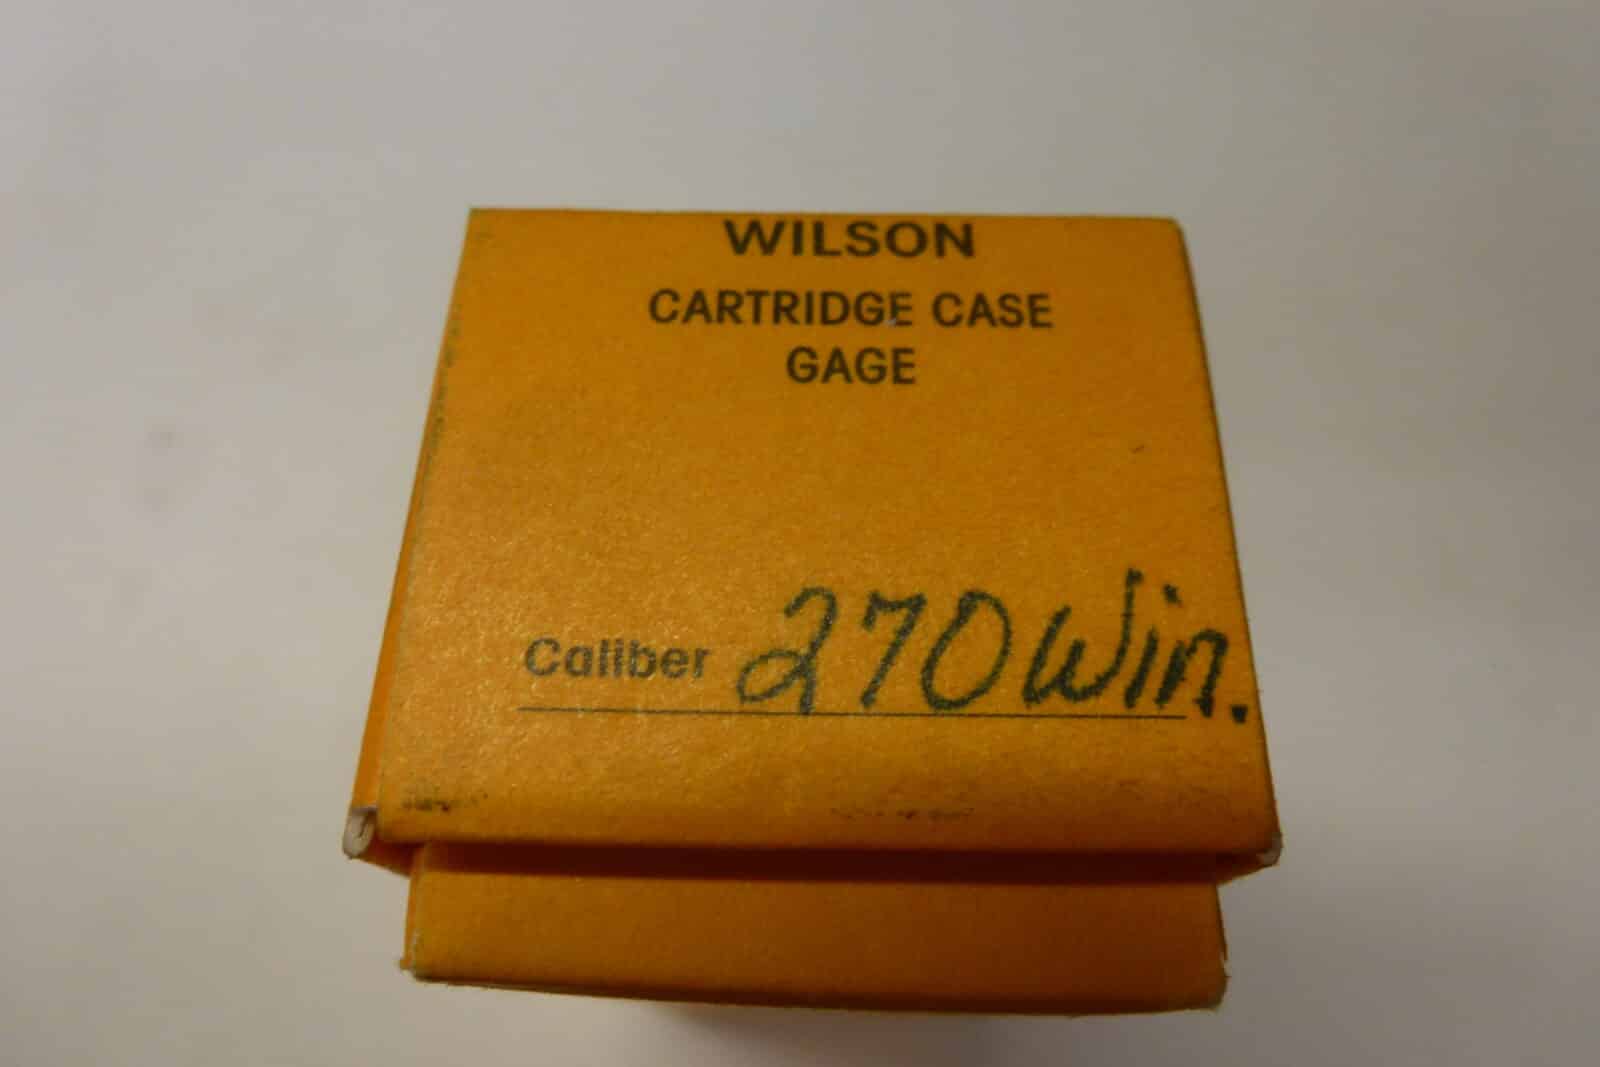 WILSON
CARTRIDGE CASE
GAGE
Caliber 270 Win.